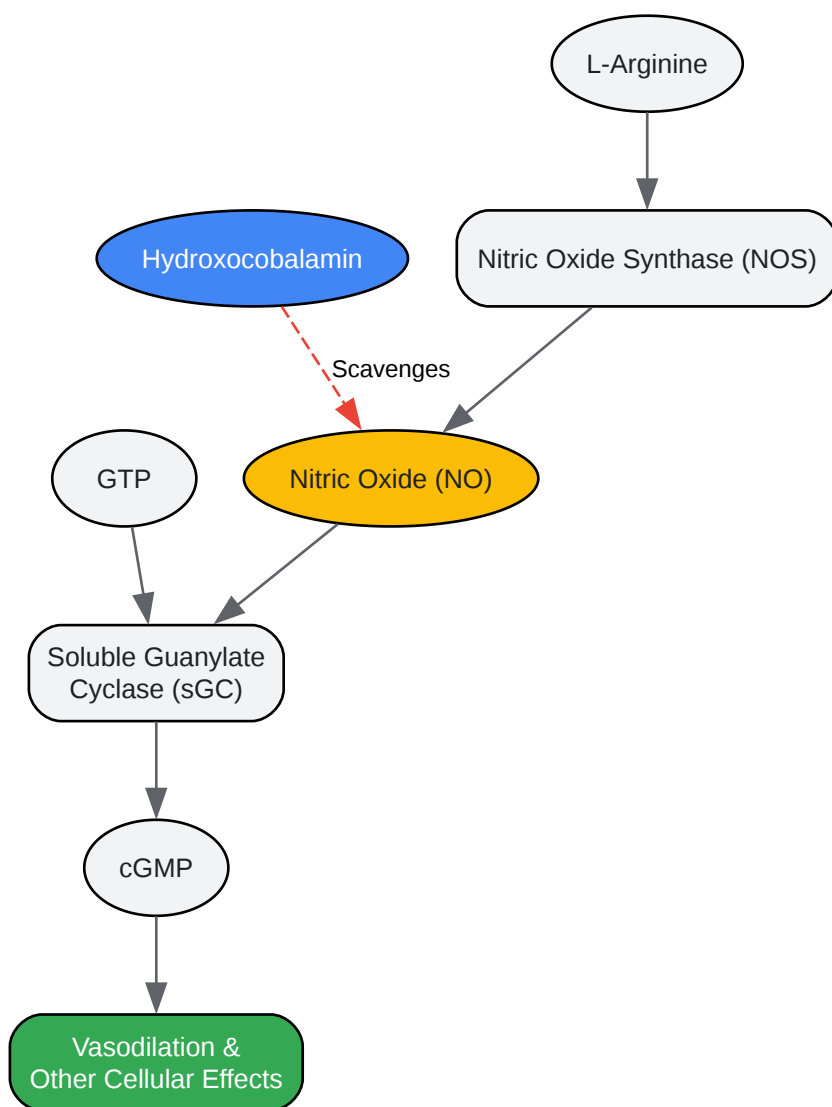 L-Arginine
Hydroxocobalamin
Nitric Oxide Synthase (NOS)
Scavenges
GTP
Nitric Oxide (NO)
Soluble Guanylate
Cyclase (sGC)
cGMP
Vasodilation &
Other Cellular Effects